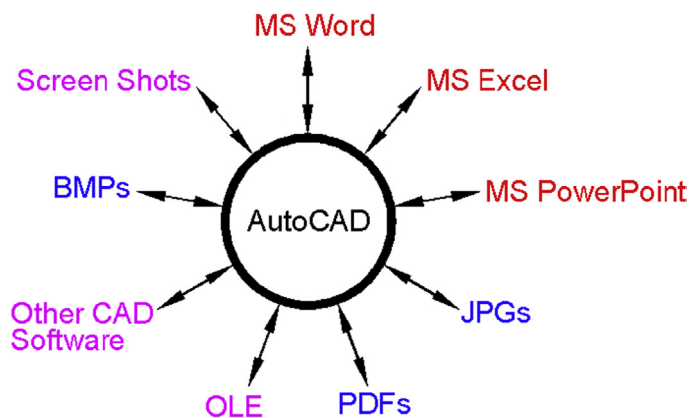 MS Word
Screen Shots
MS Excel
BMPs
MS PowerPoint
AutoCAD
Other CAD
Software
JPGs
OLE
PDFs